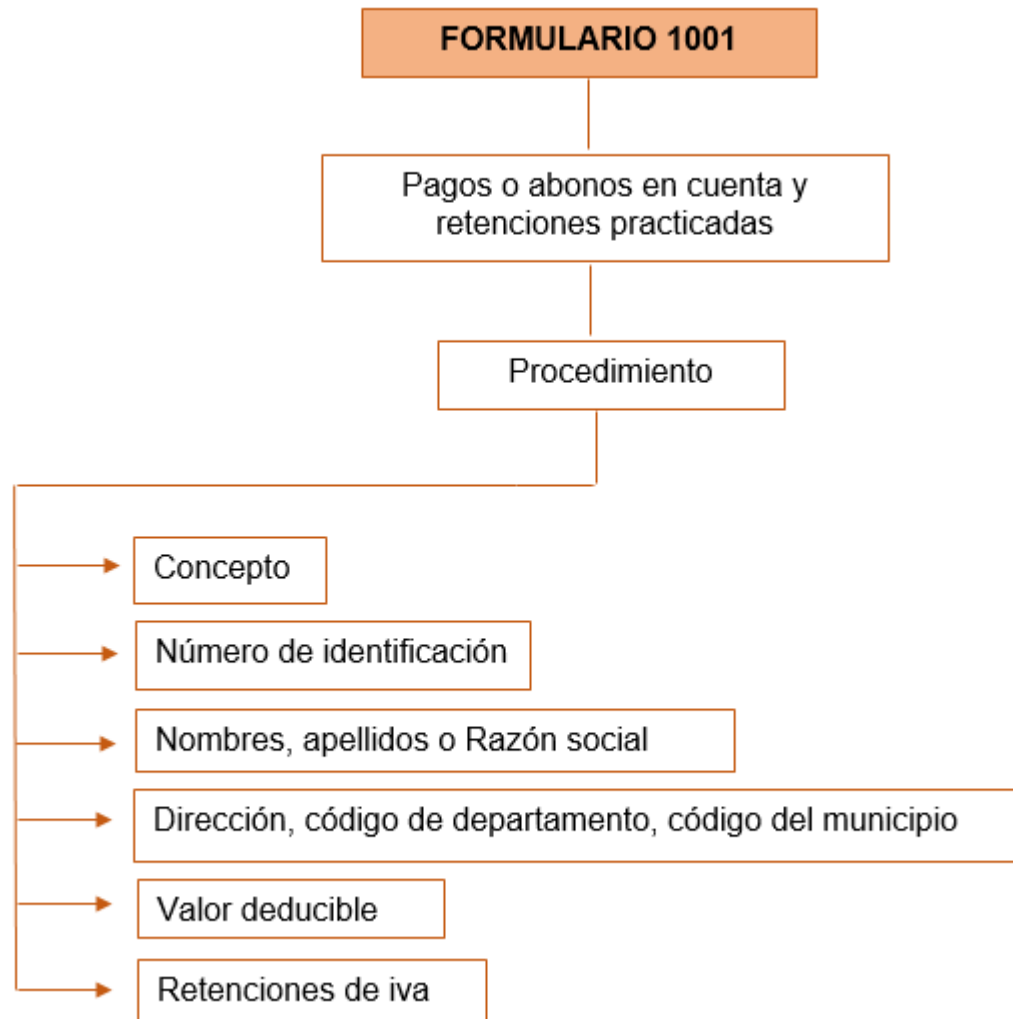 FORMULARIO 1001
Pagos o abonos en cuenta y
retenciones practicadas
Procedimiento
Concepto
Número de identificación
Nombres, apellidos o Razón social
Dirección, código de departamento, código del municipio
Valor deducible
Retenciones de iva